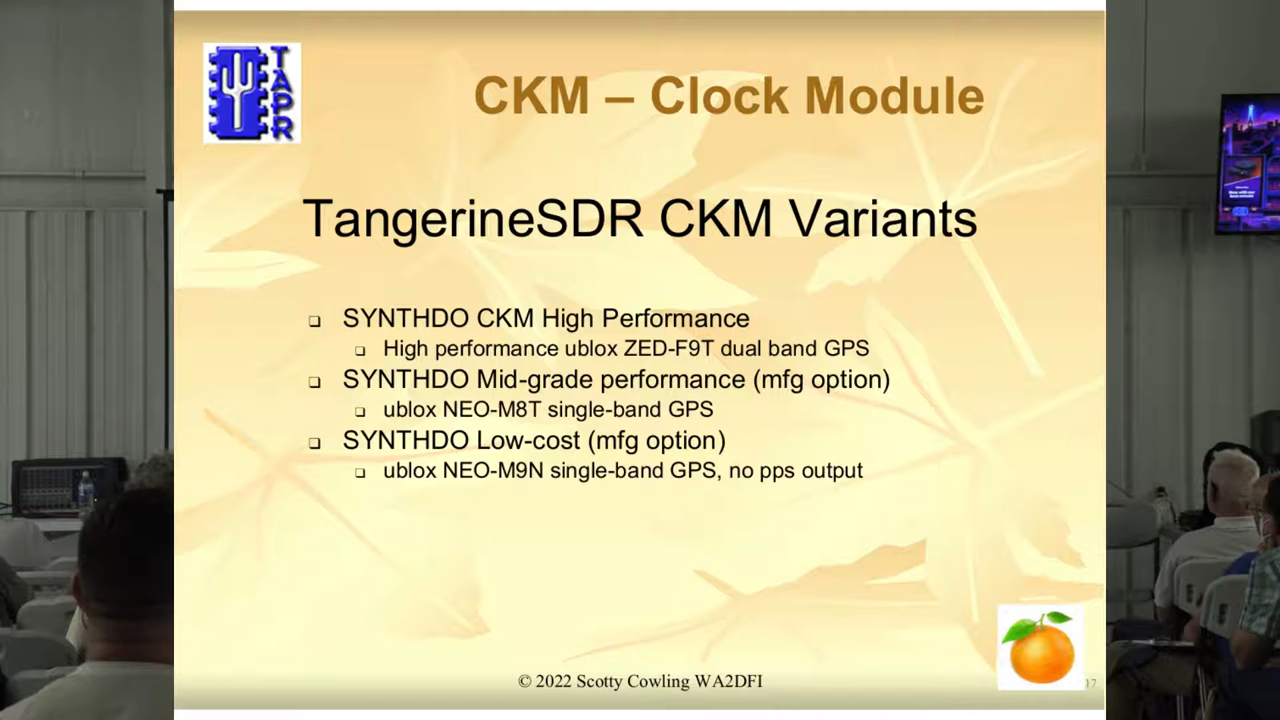 TAPR
CKM – Clock Module
TangerineSDR CKM Variants
❑ SYNTHDO CKM High Performance
❑ High performance ublox ZED-F9T dual band GPS
❑ SYNTHDO Mid-grade performance (mfg option)
❑ ublox NEO-M8T single-band GPS
❑ SYNTHDO Low-cost (mfg option)
❑ ublox NEO-M9N single-band GPS, no pps output
© 2022 Scotty Cowling WA2DFI
17